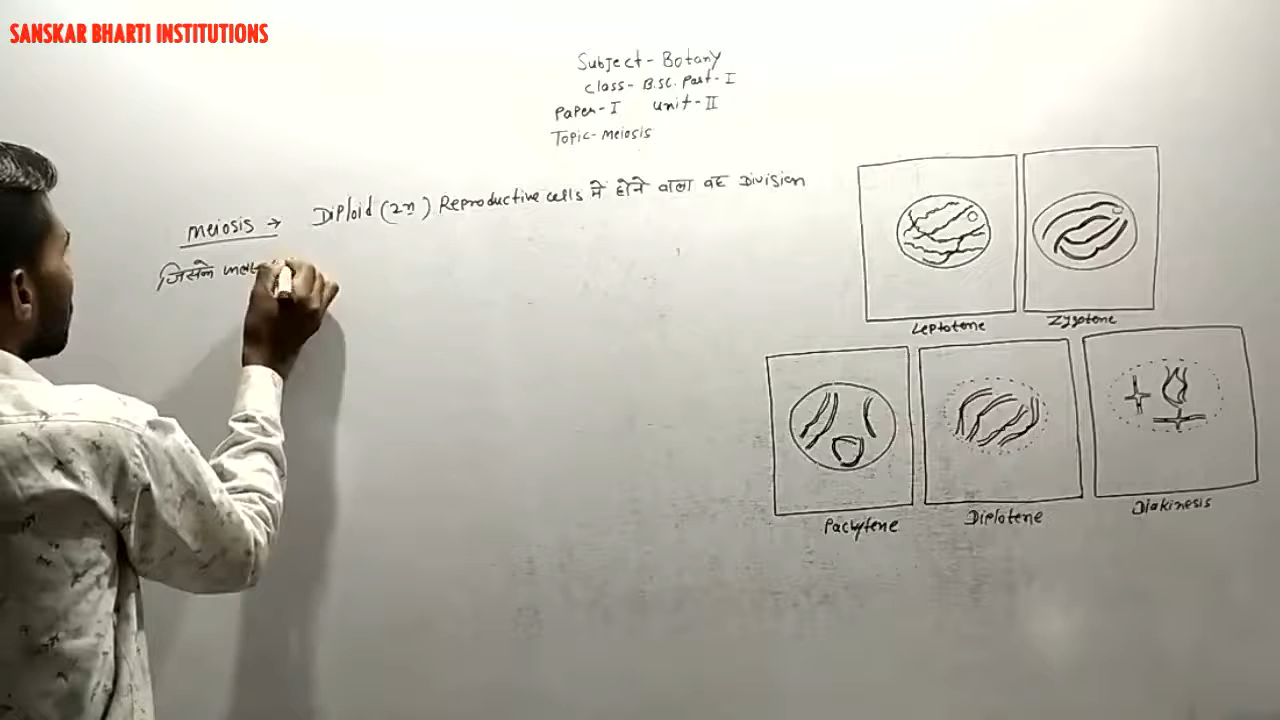 SANSKAR BHARTI INSTITUTIONS
Subject - Botany
Class - B.Sc. Part - I
Paper - I Unit - II
Topic - Meiosis
Meiosis → Diploid (2n) Reproductive cells में होने वाला वह Division
जिसके
Leptotene Zygotene
Pachytene Diplotene Diakinesis